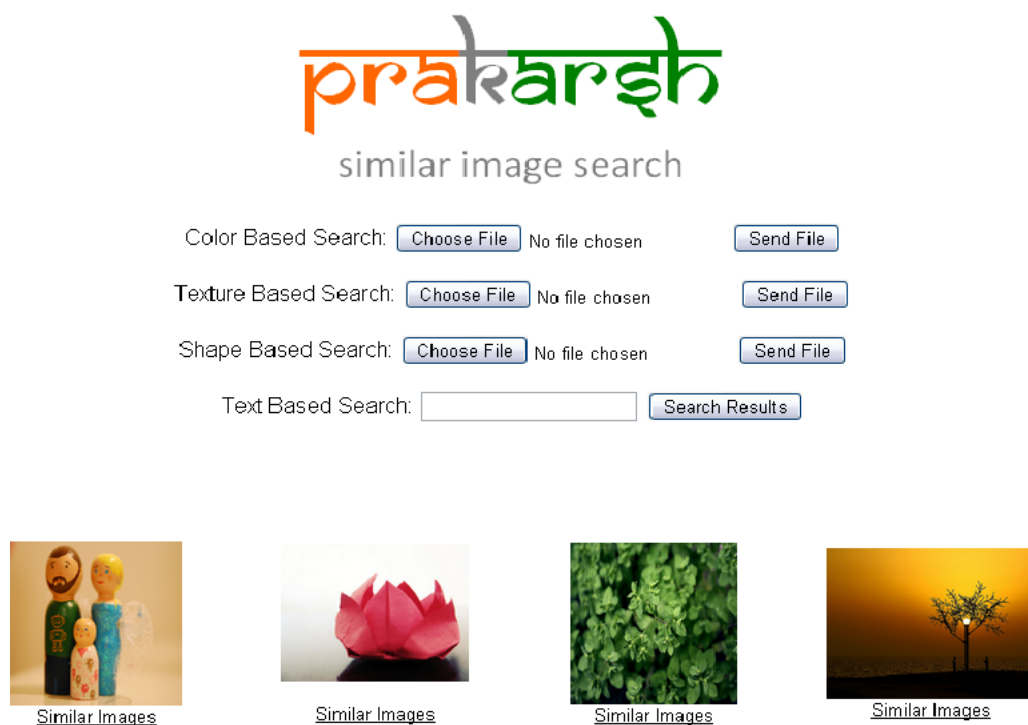 prakarsh
similar image search
Color Based Search: Choose File No file chosen Send File
Texture Based Search: Choose File No file chosen Send File
Shape Based Search: Choose File No file chosen Send File
Text Based Search: Search Results
Similar Images Similar Images Similar Images Similar Images